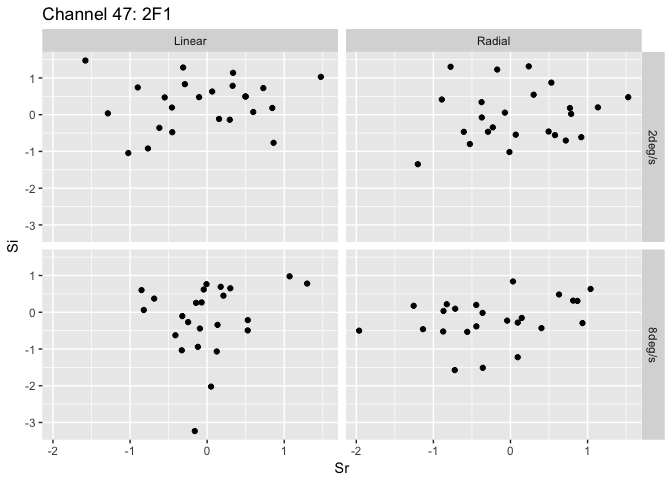 Channel 47: 2F1
Linear
Radial
1
0
-1
-2
-3
2deg/s
Si
1
0
-1
-2
-3
8deg/s
-2 -1 0 1
-2 -1 0 1
Sr